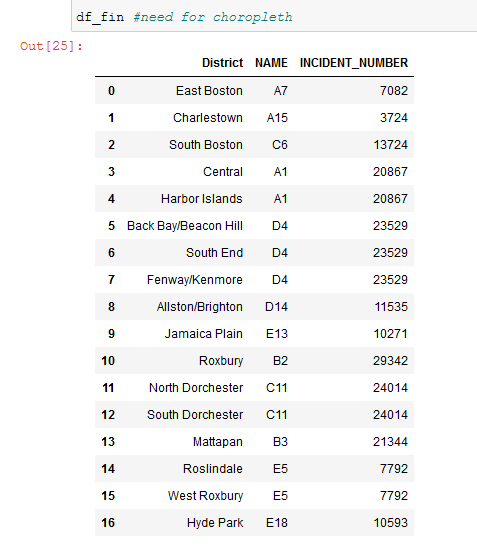 df_fin #need for choropleth
Out[25]:
District NAME INCIDENT_NUMBER
0 East Boston A7 7082
1 Charlestown A15 3724
2 South Boston C6 13724
3 Central A1 20867
4 Harbor Islands A1 20867
5 Back Bay/Beacon Hill D4 23529
6 South End D4 23529
7 Fenway/Kenmore D4 23529
8 Allston/Brighton D14 11535
9 Jamaica Plain E13 10271
10 Roxbury B2 29342
11 North Dorchester C11 24014
12 South Dorchester C11 24014
13 Mattapan B3 21344
14 Roslindale E5 7792
15 West Roxbury E5 7792
16 Hyde Park E18 10593